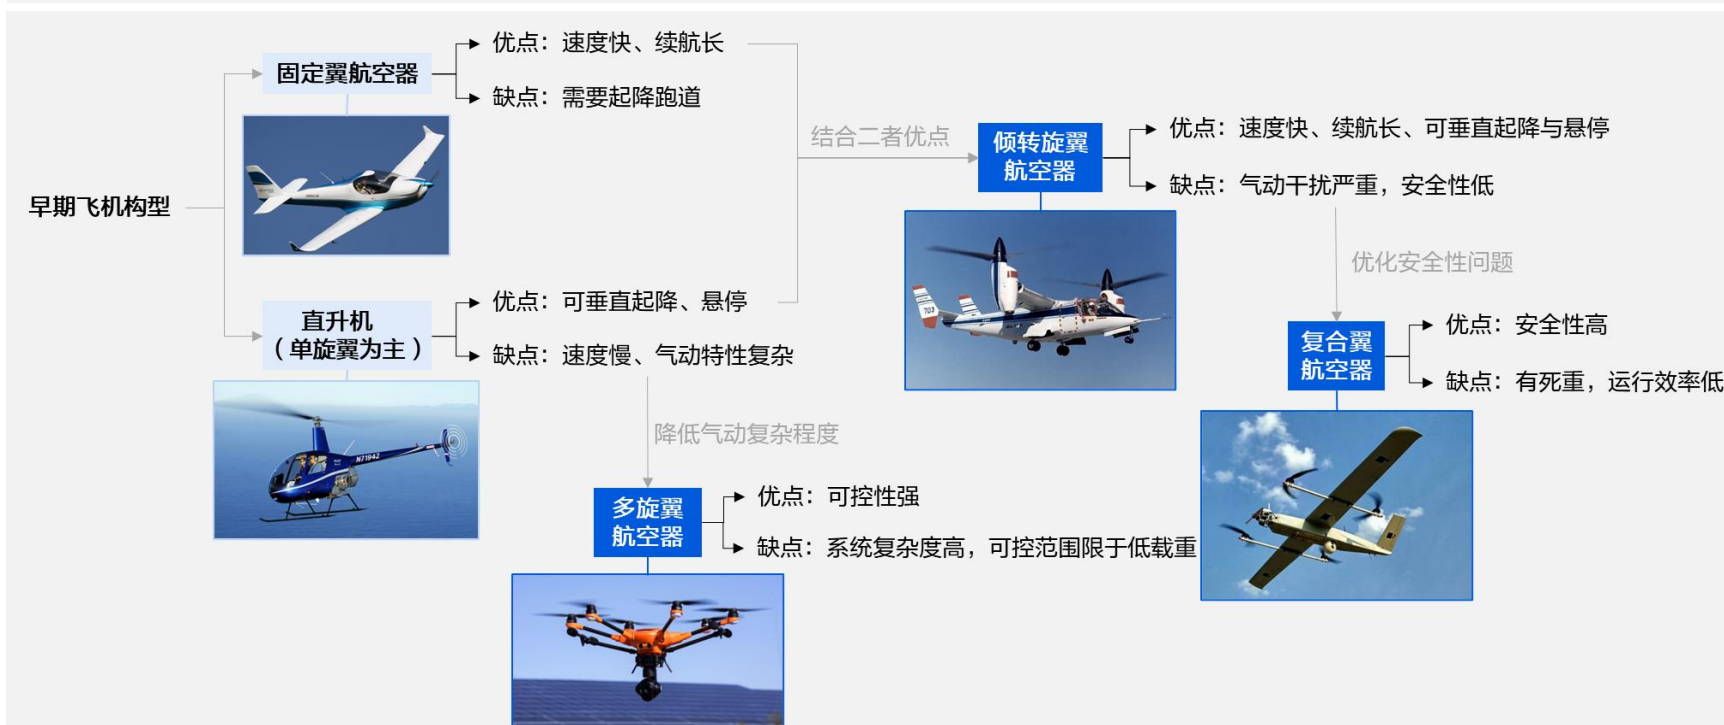 早期飞机构型
固定翼航空器
优点：速度快、续航长
缺点：需要起降跑道
直升机
（单旋翼为主）
优点：可垂直起降、悬停
缺点：速度慢、气动特性复杂
N7194Z
结合二者优点
倾转旋翼
航空器
优点：速度快、续航长、可垂直起降与悬停
缺点：气动干扰严重，安全性低
703
优化安全性问题
复合翼
航空器
优点：安全性高
缺点：有死重，运行效率低
降低气动复杂程度
多旋翼
航空器
优点：可控性强
缺点：系统复杂度高，可控范围限于低载重